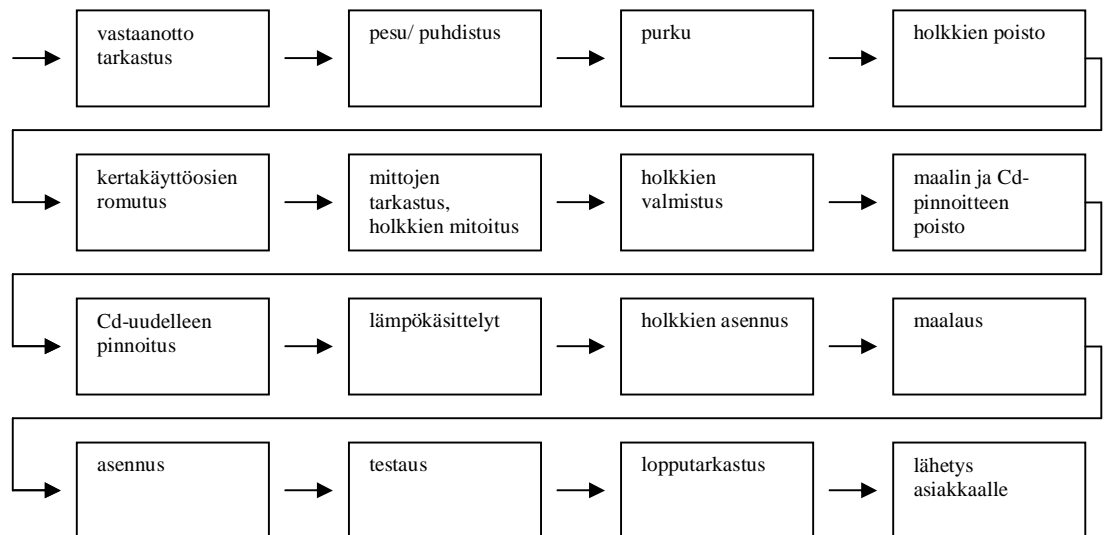 vastaanotto
tarkastus
pesu/ puhdistus
purku
holkkien poisto
kertakäyttöosien
romutus
mittojen
tarkastus,
holkkien mitoitus
holkkien
valmistus
maalin ja Cd-
pinnoitteen
poisto
Cd-uudelleen
pinnoitus
lämpökäsittelyt
holkkien asennus
maalaus
asennus
testaus
lopputarkastus
lähetys
asiakkaalle